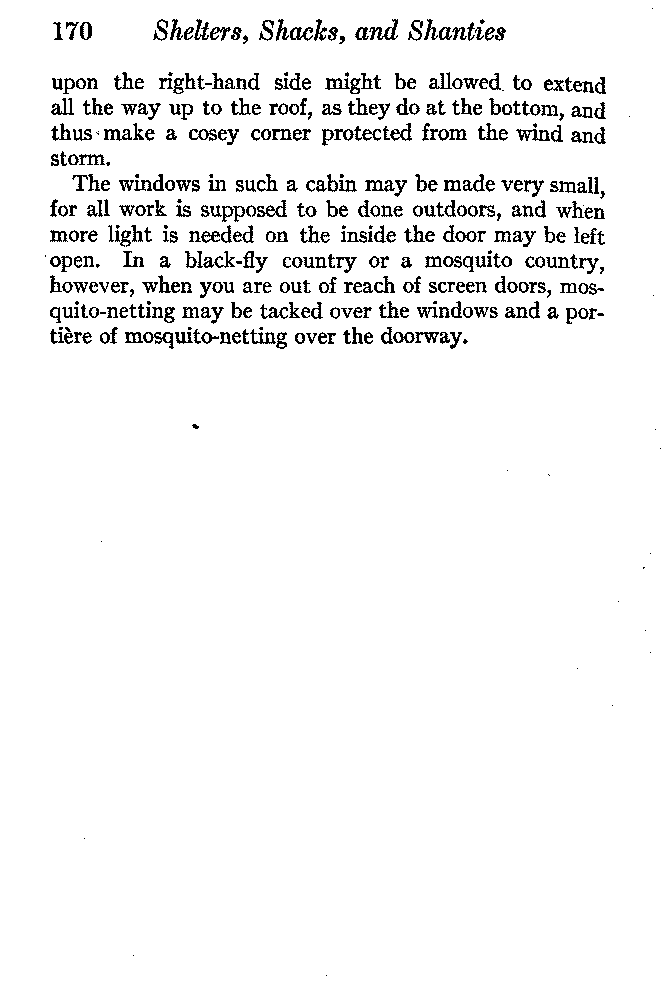 170 Shelters, Shacks, and Shanties
upon the right-hand side might be allowed to extend
all the way up to the roof, as they do at the bottom, and
thus make a cosey corner protected from the wind and
storm.
The windows in such a cabin may be made very small,
for all work is supposed to be done outdoors, and when
more light is needed on the inside the door may be left
open. In a black-fly country or a mosquito country,
however, when you are out of reach of screen doors, mos-
quito-netting may be tacked over the windows and a por-
tière of mosquito-netting over the doorway.